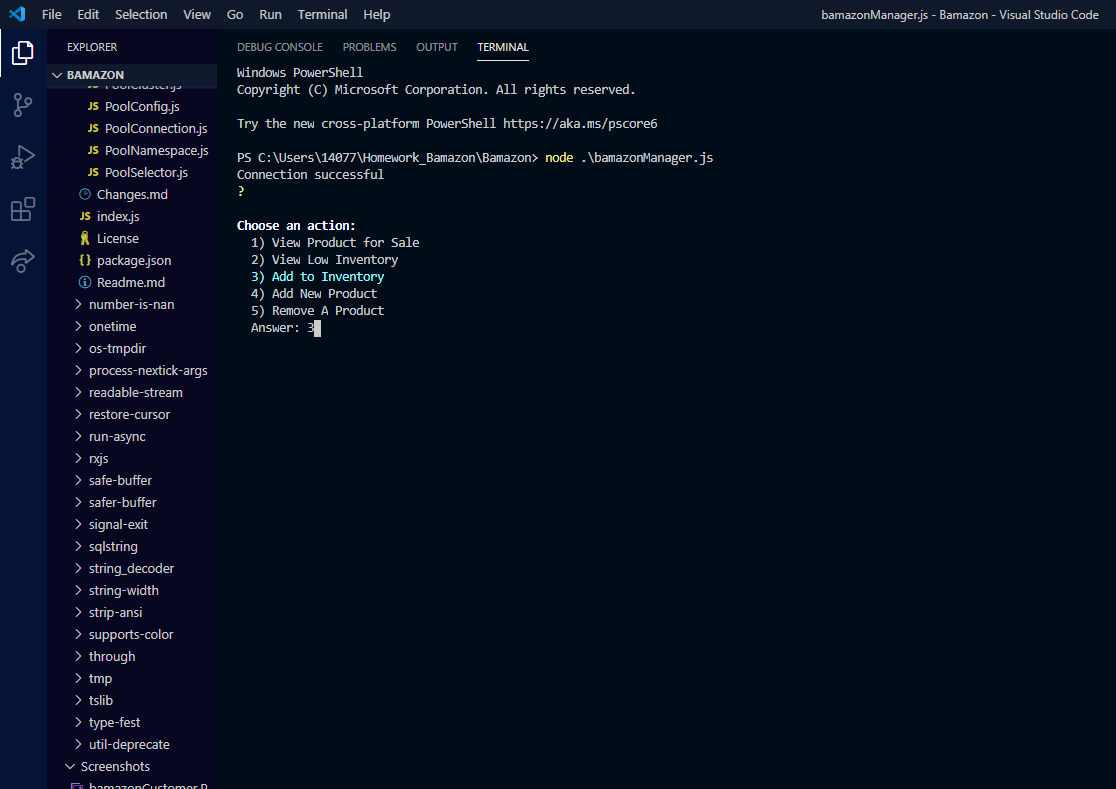 File Edit Selection View Go Run Terminal Help
bamazonManager.js - Bamazon - Visual Studio Code
EXPLORER
BAMAZON
PoolCluster.js
JS PoolConfig.js
JS PoolConnection.js
JS PoolNamespace.js
JS PoolSelector.js
Changes.md
JS index.js
License
{} package.json
Readme.md
number-is-nan
onetime
os-tmpdir
process-nextick-args
readable-stream
restore-cursor
run-async
rxjs
safe-buffer
safer-buffer
signal-exit
sqlstring
string_decoder
string-width
strip-ansi
supports-color
through
tmp
tslib
type-fest
util-deprecate
Screenshots
bamazonCustomer.P
DEBUG CONSOLE PROBLEMS OUTPUT TERMINAL
Windows PowerShell
Copyright (C) Microsoft Corporation. All rights reserved.
Try the new cross-platform PowerShell https://aka.ms/pscore6
PS C:\Users\14077\Homework_Bamazon\Bamazon> node .\bamazonManager.js
Connection successful
?
Choose an action:
1) View Product for Sale
2) View Low Inventory
3) Add to Inventory
4) Add New Product
5) Remove A Product
Answer: 3